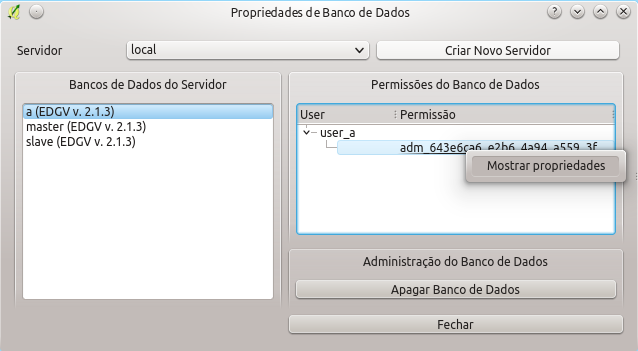 Propriedades de Banco de Dados
Servidor
local
Criar Novo Servidor
Bancos de Dados do Servidor
a (EDGV v. 2.1.3)
master (EDGV v. 2.1.3)
slave (EDGV v. 2.1.3)
Permissões do Banco de Dados
User
Permissão
user_a
adm_643e6ca6_e2b6_4a94_a559_3f
Mostrar propriedades
Administração do Banco de Dados
Apagar Banco de Dados
Fechar